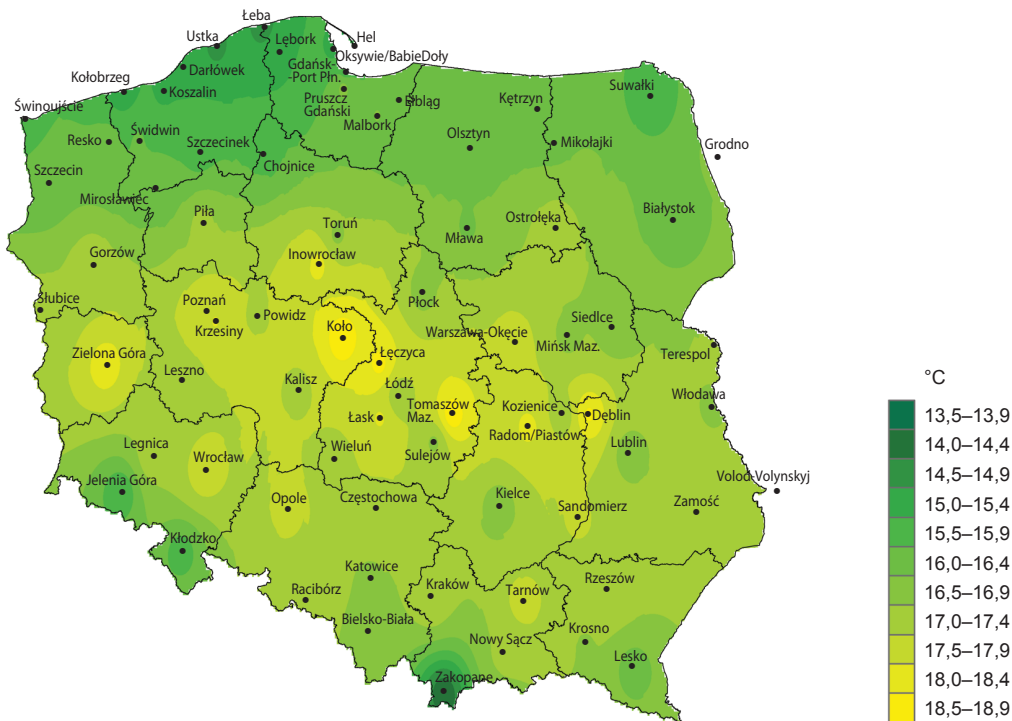 Łeba
Ustka
Lębork
Hel
Oksywie/BabieDoły
Darłówek
Gdańsk-
-Port Płn.
Kołobrzeg
Koszalin
Pruszcz
Gdański
Elbląg
Kętrzyn
Suwałki
Świnoujście
Malbork
Resko
Świdwin
Szczecinek
Olsztyn
Mikołajki
Grodno
Szczecin
Chojnice
Mirosławiec
Piła
Toruń
Ostrołęka
Białystok
Mława
Gorzów
Inowrocław
Słubice
Poznań
Krzesiny
Powidz
Płock
Koło
Warszawa-Okęcie
Siedlce
Mińsk Maz.
Terespol
Zielona Góra
Leszno
Łęczyca
Kalisz
Łódź
Włodawa
Łask
Tomaszów
Maz.
Kozienice
Dęblin
Radom/Piastów
Legnica
Wrocław
Wieluń
Sulejów
Lublin
Jelenia Góra
Volod-Volynskyj
Opole
Częstochowa
Kielce
Sandomierz
Zamość
Kłodzko
Katowice
Racibórz
Kraków
Tarnów
Rzeszów
Bielsko-Biała
Nowy Sącz
Krosno
Lesko
Zakopane
°C
13,5–13,9
14,0–14,4
14,5–14,9
15,0–15,4
15,5–15,9
16,0–16,4
16,5–16,9
17,0–17,4
17,5–17,9
18,0–18,4
18,5–18,9